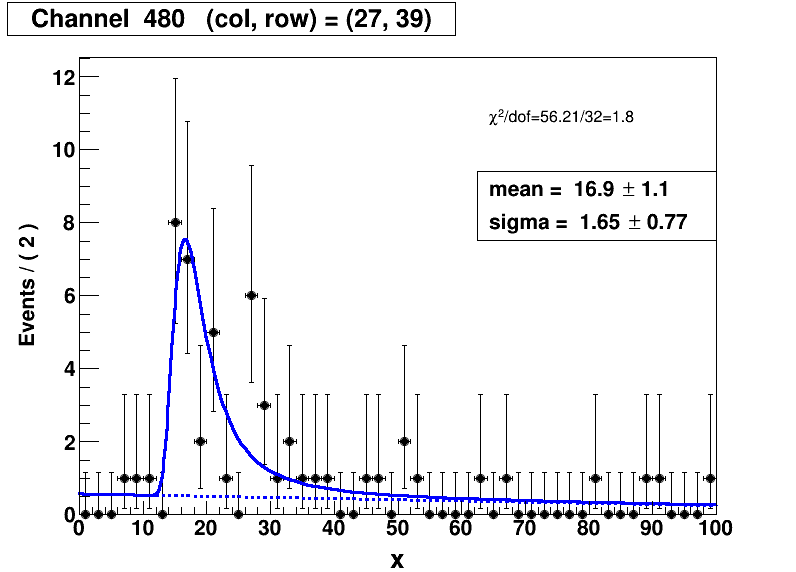 Channel 480 (col, row) = (27, 39)
χ²/dof=56.21/32=1.8
mean = 16.9 ± 1.1
sigma = 1.65 ± 0.77
Events / ( 2 )
12
10
8
6
4
2
0
0 10 20 30 40 50 60 70 80 90 100
x